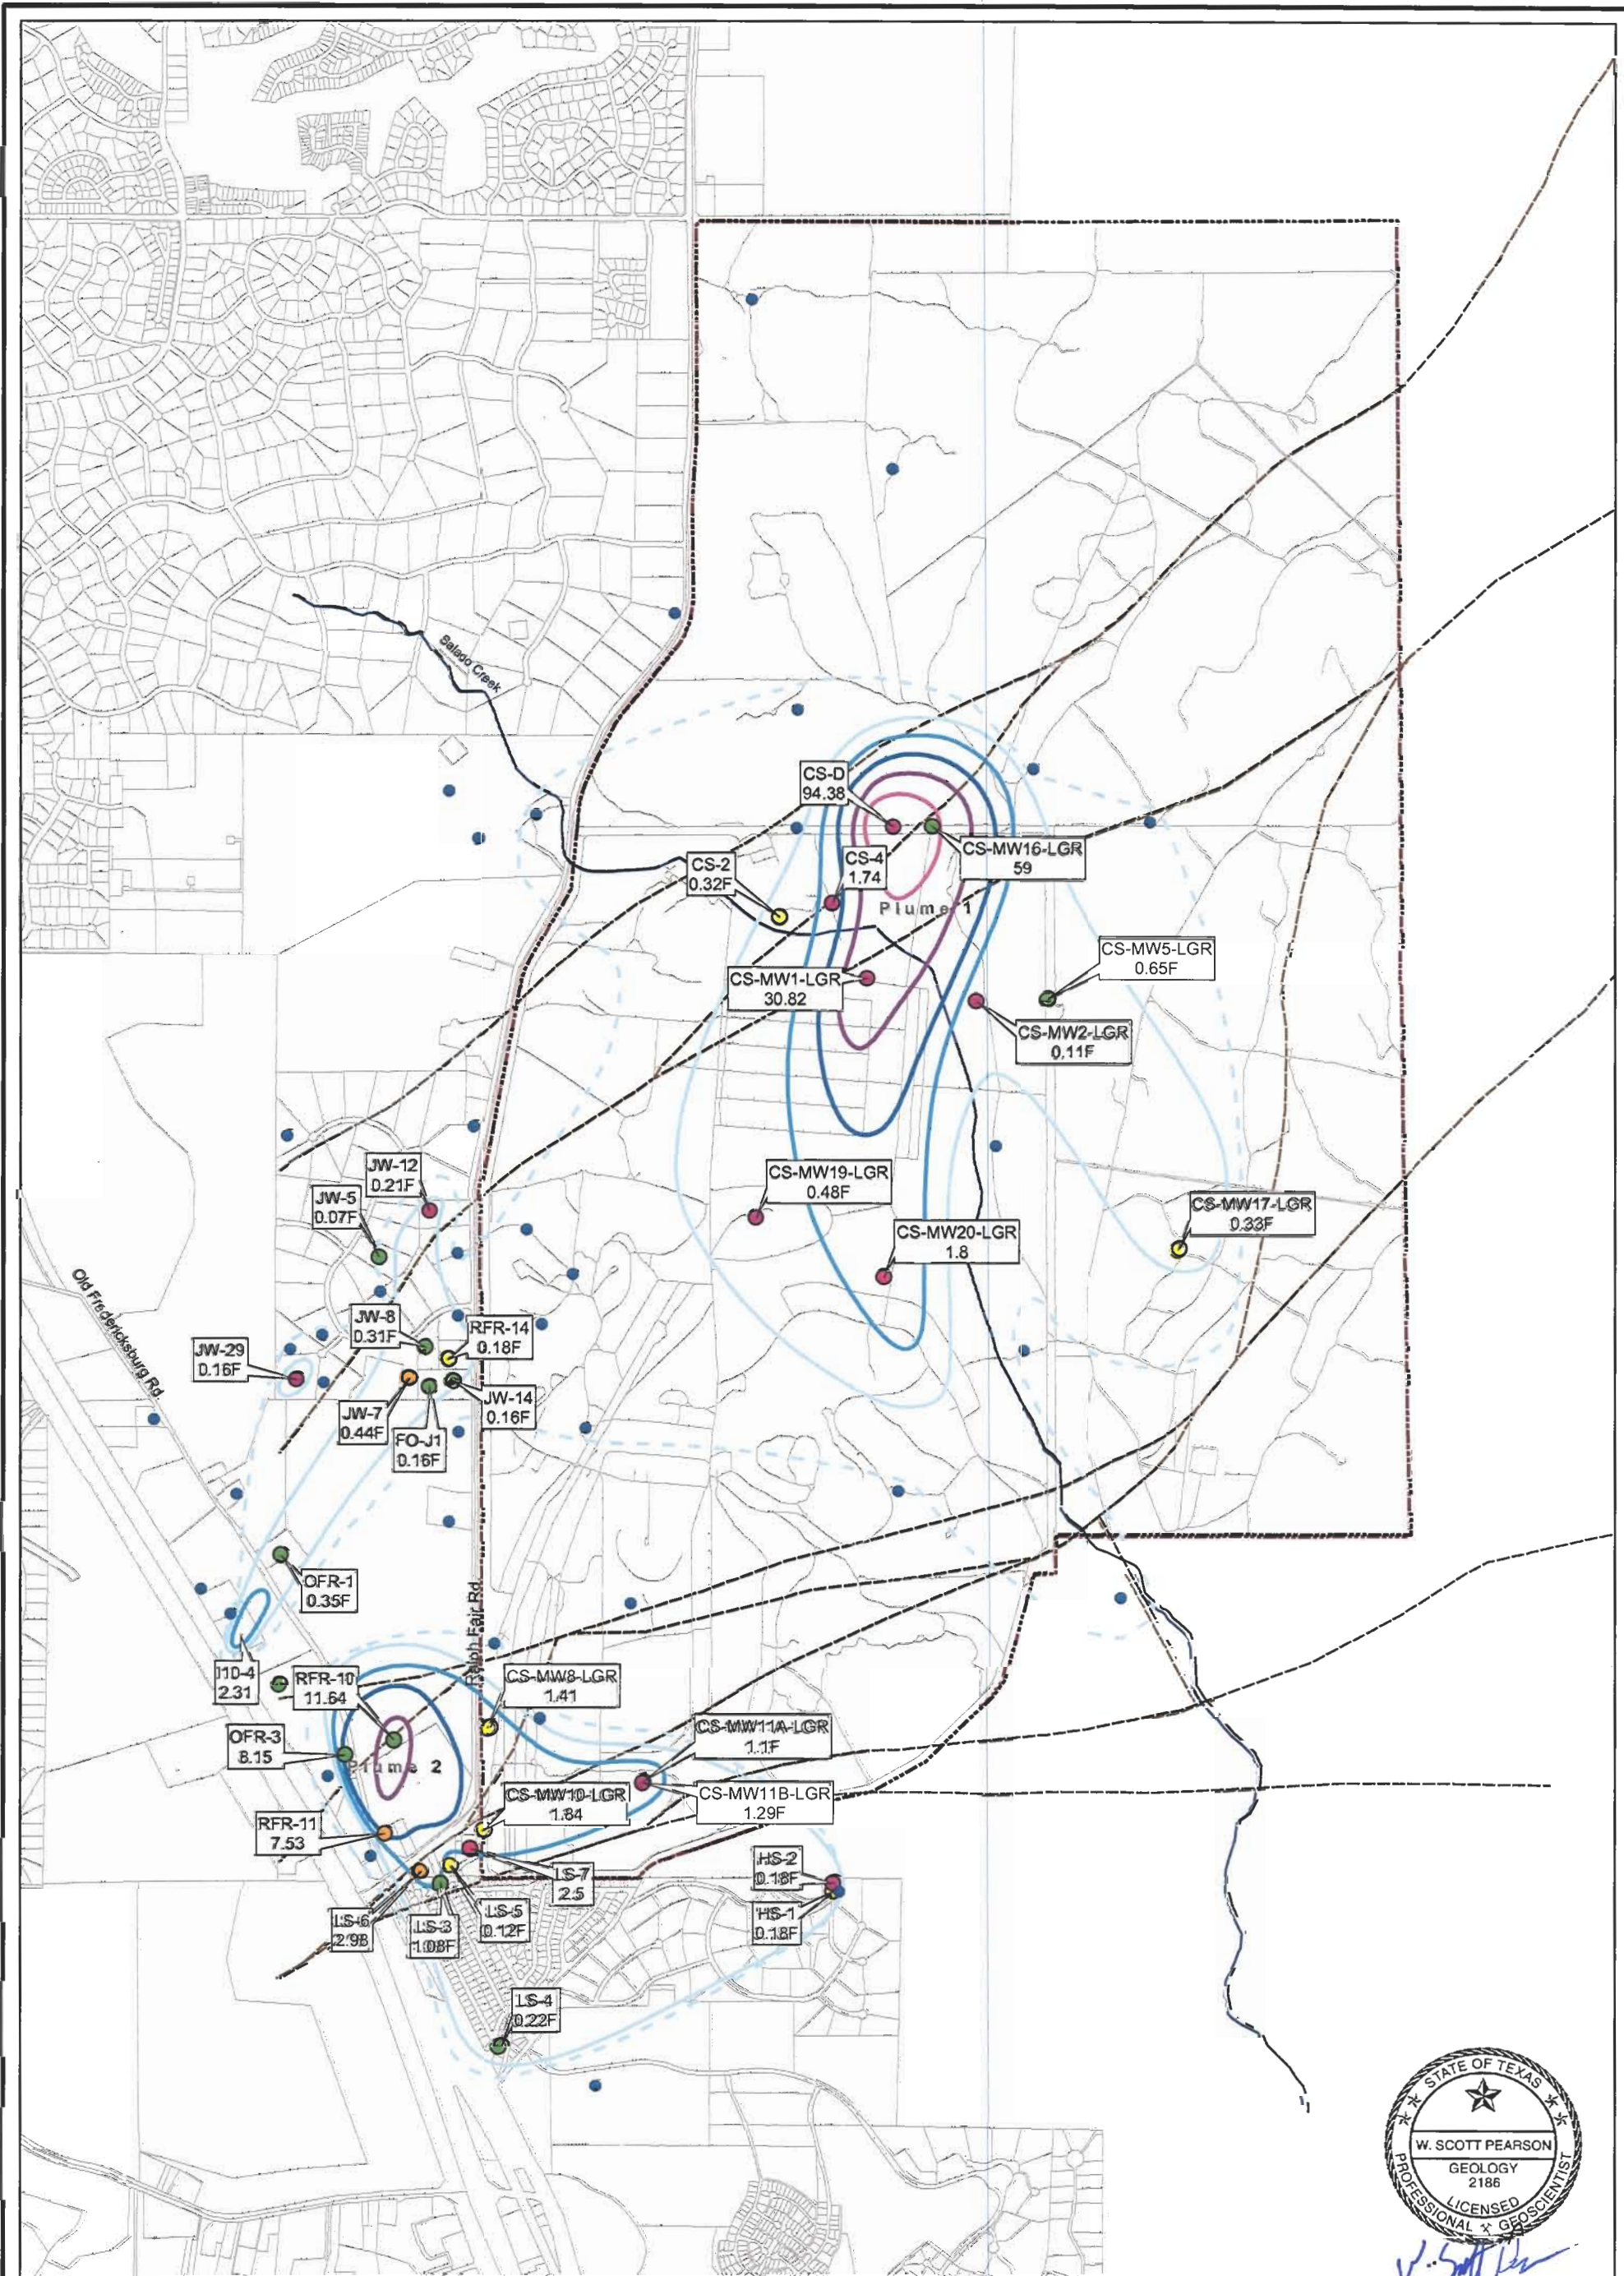 Salado Creek
CS-D
94.38
CS-MW16-LGR
59
CS-4
1.74
CS-2
0.32F
Plume 1
CS-MW5-LGR
0.65F
CS-MW1-LGR
30.82
CS-MW2-LGR
0.11F
JW-12
0.21F
CS-MW19-LGR
0.48F
JW-5
0.07F
CS-MW17-LGR
0.33F
CS-MW20-LGR
1.8
Old Fredericksburg Rd
JW-8
0.31F
RFR-14
0.18F
JW-29
0.16F
JW-14
0.16F
JW-7
0.44F
FO-J1
0.16F
OFR-1
0.35F
Ralph Fair Rd
I10-4
2.31
RFR-10
11.64
CS-MW8-LGR
1.41
CS-MW11A-LGR
1.1F
OFR-3
8.15
Plume 2
CS-MW10-LGR
1.84
CS-MW11B-LGR
1.29F
RFR-11
7.53
HS-2
0.18F
LS-7
2.5
HS-1
0.18F
LS-5
0.12F
LS-6
2.98
LS-3
1.08F
LS-4
0.22F
STATE OF TEXAS
W. SCOTT PEARSON
GEOLOGY
2186
LICENSED
PROFESSIONAL GEOSCIENTIST